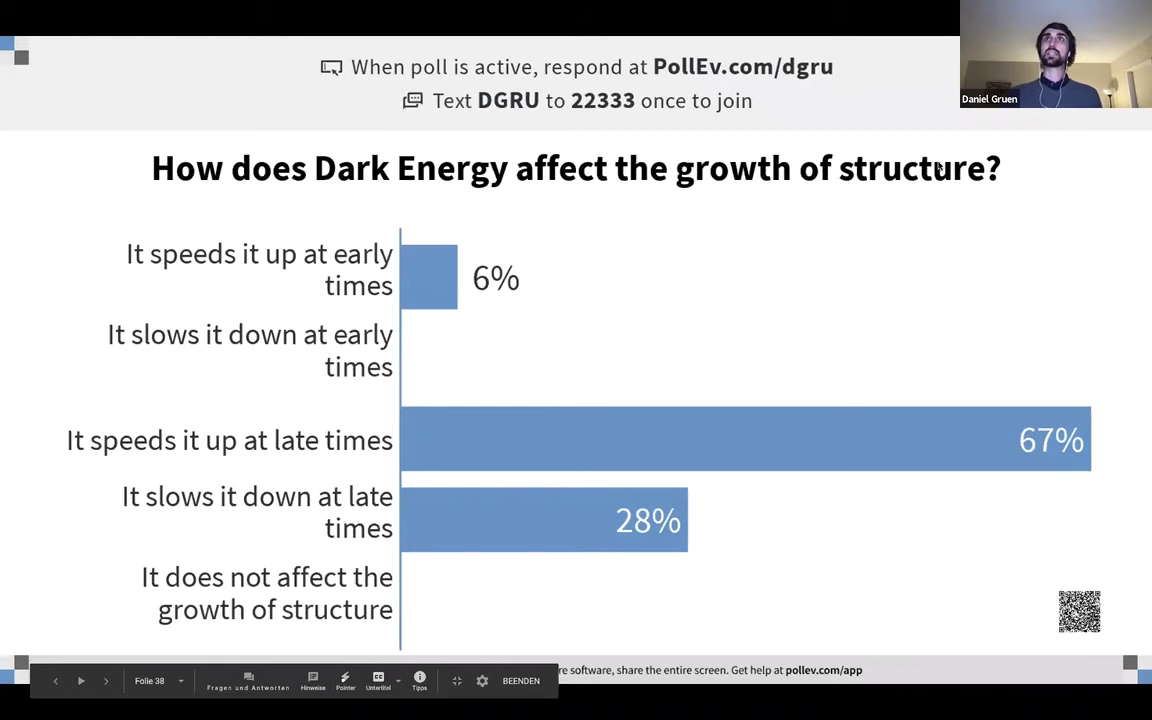 When poll is active, respond at PollEv.com/dgru
Text DGRU to 22333 once to join
Daniel Gruen
How does Dark Energy affect the growth of structure?
It speeds it up at early
times
6%
It slows it down at early
times
It speeds it up at late times
67%
It slows it down at late
times
28%
It does not affect the
growth of structure
re software, share the entire screen. Get help at pollev.com/app
Folie 38
Fragen und Antworten
Hinweise
Pointer
Untertitel
Tipps
BEENDEN